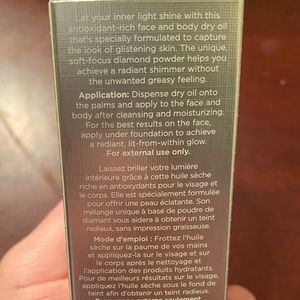 Let your inner light shine with this
antioxidant-rich face and body dry oil
that's specially formulated to capture
the look of glistening skin. The unique,
soft-focus diamond powder helps you
achieve a radiant shimmer without
the unwanted greasy feeling.
Application: Dispense dry oil onto
the palms and apply to the face and
body after cleansing and moisturizing.
For the best results on the face,
apply under foundation to achieve
a radiant, lit-from-within glow.
For external use only.
Laissez briller votre lumière
intérieure grâce à cette huile sèche
riche en antioxydants pour le visage et
le corps. Elle est spécialement formulée
pour offrir une peau éclatante. Son
mélange unique à base de poudre de
diamant vous aidera à obtenir un teint
radieux, sans impression graisseuse.
Mode d'emploi : Frottez l'huile
sèche sur la paume de vos mains
et appliquez-la sur le visage et sur
le corps après le nettoyage et
l'application des produits hydratants.
Pour de meilleurs résultats sur le visage,
appliquez l'huile sèche sous le fond
de teint afin d'obtenir un teint radieux.
usage externe seulement